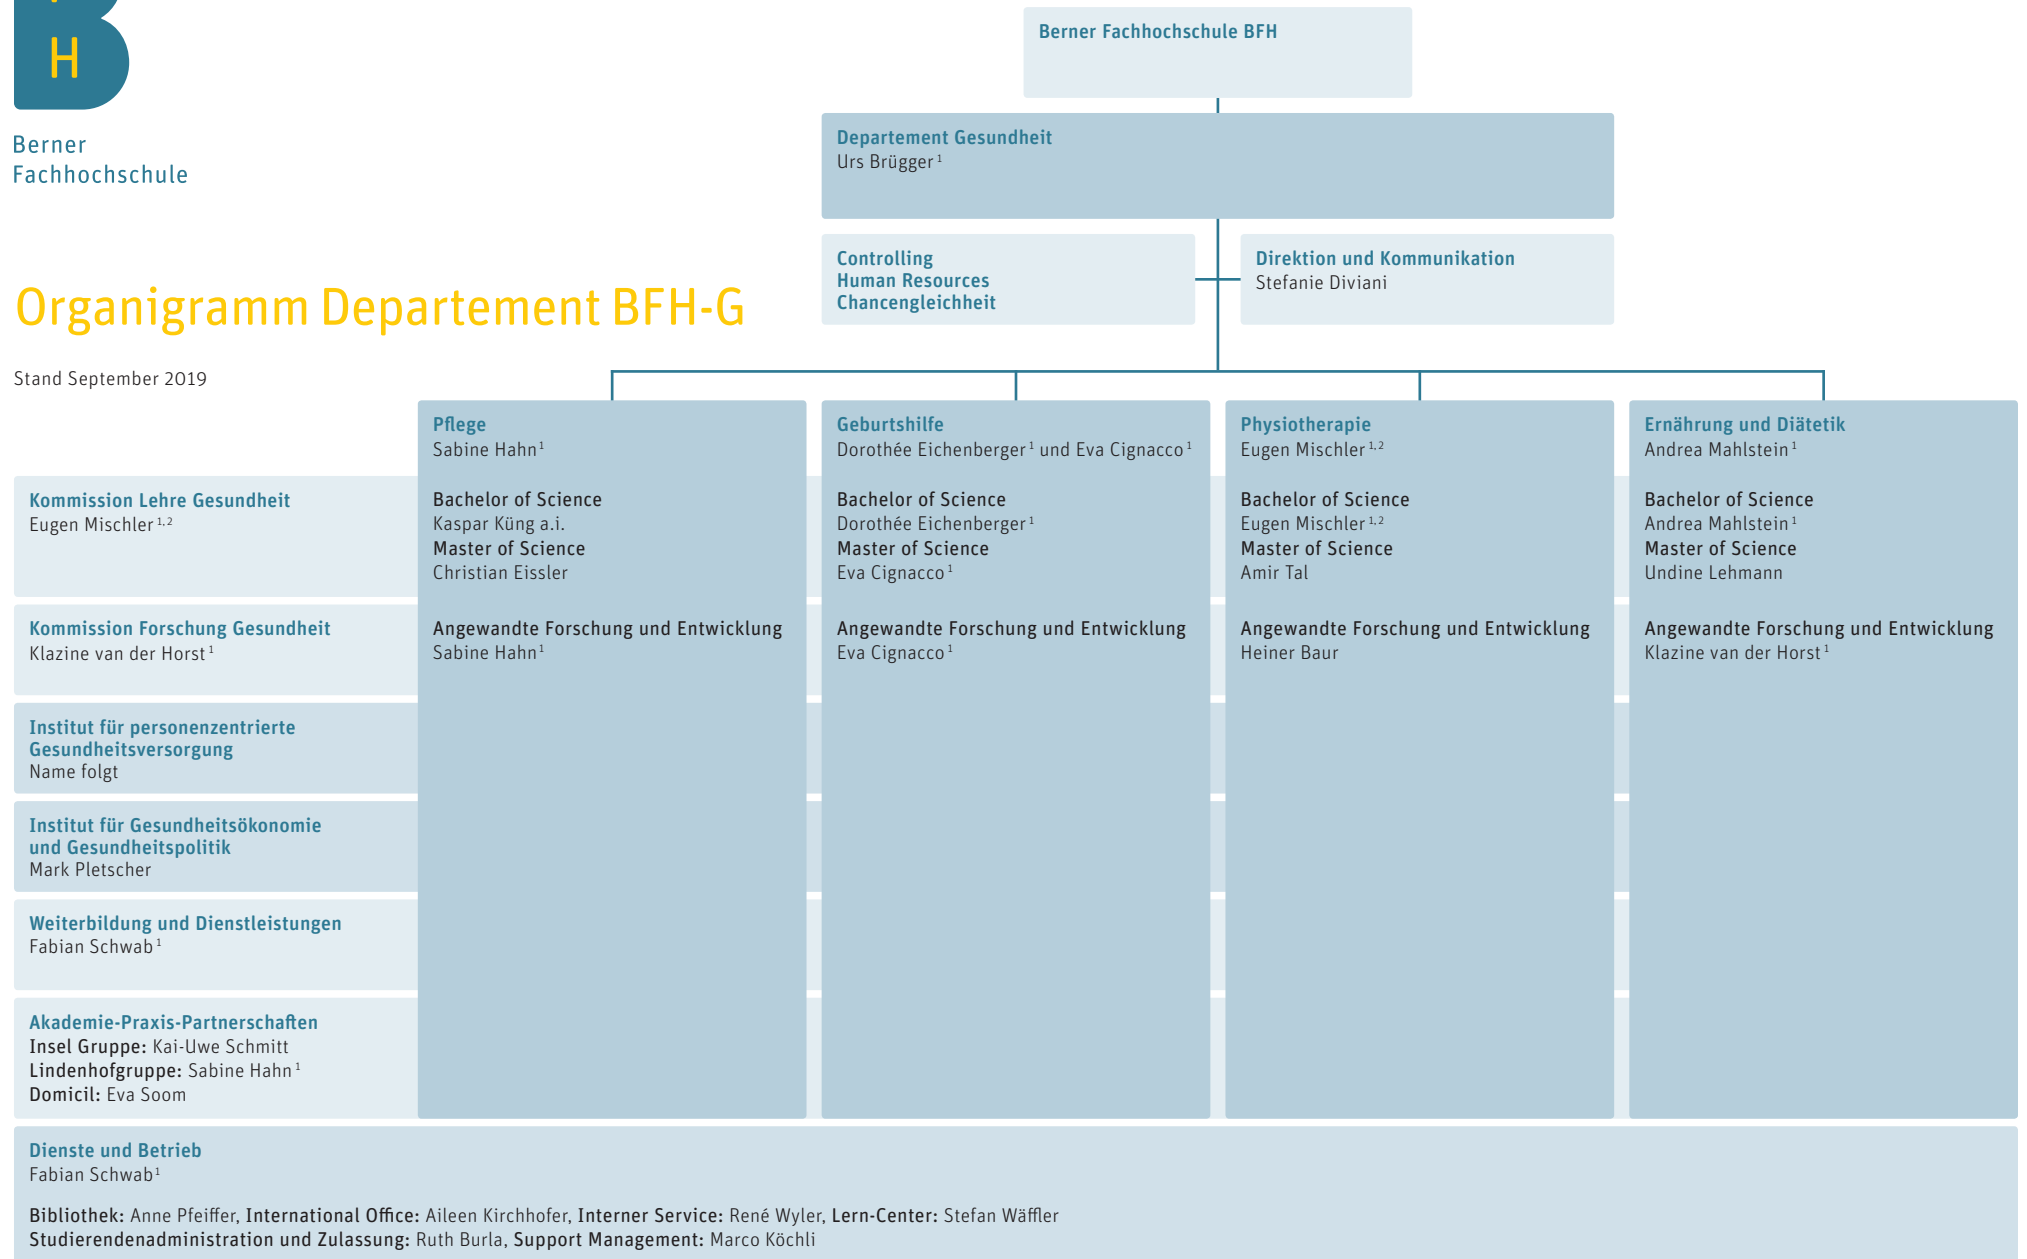 H
Berner
Fachhochschule
Berner Fachhochschule BFH
Departement Gesundheit
Urs Brügger 1
Controlling
Human Resources
Chancengleichheit
Direktion und Kommunikation
Stefanie Diviani
Organigramm Departement BFH-G
Stand September 2019
Pflege
Sabine Hahn 1
Bachelor of Science
Kaspar Küng a.i.
Master of Science
Christian Eissler
Angewandte Forschung und Entwicklung
Sabine Hahn 1
Geburtshilfe
Dorothée Eichenberger 1 und Eva Cignacco 1
Bachelor of Science
Dorothée Eichenberger 1
Master of Science
Eva Cignacco 1
Angewandte Forschung und Entwicklung
Eva Cignacco 1
Physiotherapie
Eugen Mischler 1, 2
Bachelor of Science
Eugen Mischler 1, 2
Master of Science
Amir Tal
Angewandte Forschung und Entwicklung
Heiner Baur
Ernährung und Diätetik
Andrea Mahlstein 1
Bachelor of Science
Andrea Mahlstein 1
Master of Science
Undine Lehmann
Angewandte Forschung und Entwicklung
Klazine van der Horst 1
Kommission Lehre Gesundheit
Eugen Mischler 1, 2
Kommission Forschung Gesundheit
Klazine van der Horst 1
Institut für personenzentrierte
Gesundheitsversorgung
Name folgt
Institut für Gesundheitsökonomie
und Gesundheitspolitik
Mark Pletscher
Weiterbildung und Dienstleistungen
Fabian Schwab 1
Akademie-Praxis-Partnerschaften
Insel Gruppe: Kai-Uwe Schmitt
Lindenhofgruppe: Sabine Hahn 1
Domicil: Eva Soom
Dienste und Betrieb
Fabian Schwab 1
Bibliothek: Anne Pfeiffer, International Office: Aileen Kirchhofer, Interner Service: René Wyler, Lern-Center: Stefan Wäffler
Studierendenadministration und Zulassung: Ruth Burla, Support Management: Marco Köchli